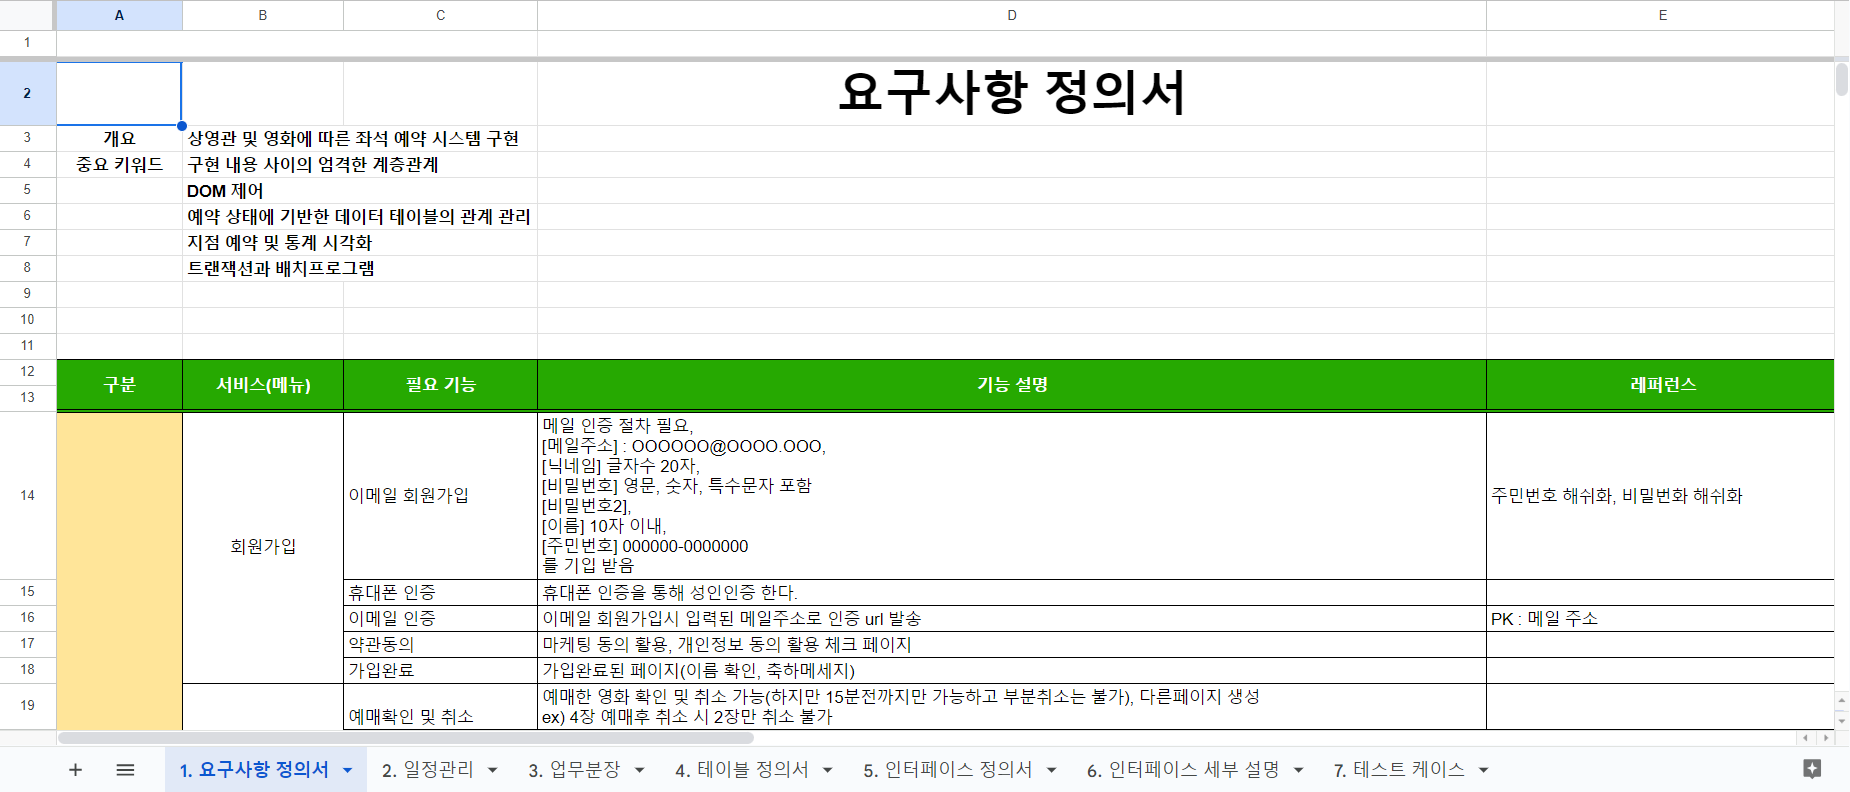 A B C D E
1
2 요구사항 정의서
3 개요 상영관 및 영화에 따른 좌석 예약 시스템 구현
4 중요 키워드 구현 내용 사이의 엄격한 계층관계
5 DOM 제어
6 예약 상태에 기반한 데이터 테이블의 관계 관리
7 지점 예약 및 통계 시각화
8 트랜잭션과 배치프로그램
9
10
11
12
13
구분 서비스(메뉴) 필요 기능 기능 설명 레퍼런스
14
회원가입
이메일 회원가입
메일 인증 절차 필요,
[메일주소] : OOOOOO@OOOO.OOO,
[닉네임] 글자수 20자,
[비밀번호] 영문, 숫자, 특수문자 포함
[비밀번호2],
[이름] 10자 이내,
[주민번호] 000000-0000000
를 기입 받음
주민번호 해쉬화, 비밀번화 해쉬화
15 휴대폰 인증 휴대폰 인증을 통해 성인인증 한다.
16 이메일 인증 이메일 회원가입시 입력된 메일주소로 인증 url 발송 PK : 메일 주소
17 약관동의 마케팅 동의 활용, 개인정보 동의 활용 체크 페이지
18 가입완료 가입완료된 페이지(이름 확인, 축하메세지)
19 예매확인 및 취소
예매한 영화 확인 및 취소 가능(하지만 15분전까지만 가능하고 부분취소는 불가), 다른페이지 생성
ex) 4장 예매후 취소 시 2장만 취소 불가
1. 요구사항 정의서 2. 일정관리 3. 업무분장 4. 테이블 정의서 5. 인터페이스 정의서 6. 인터페이스 세부 설명 7. 테스트 케이스